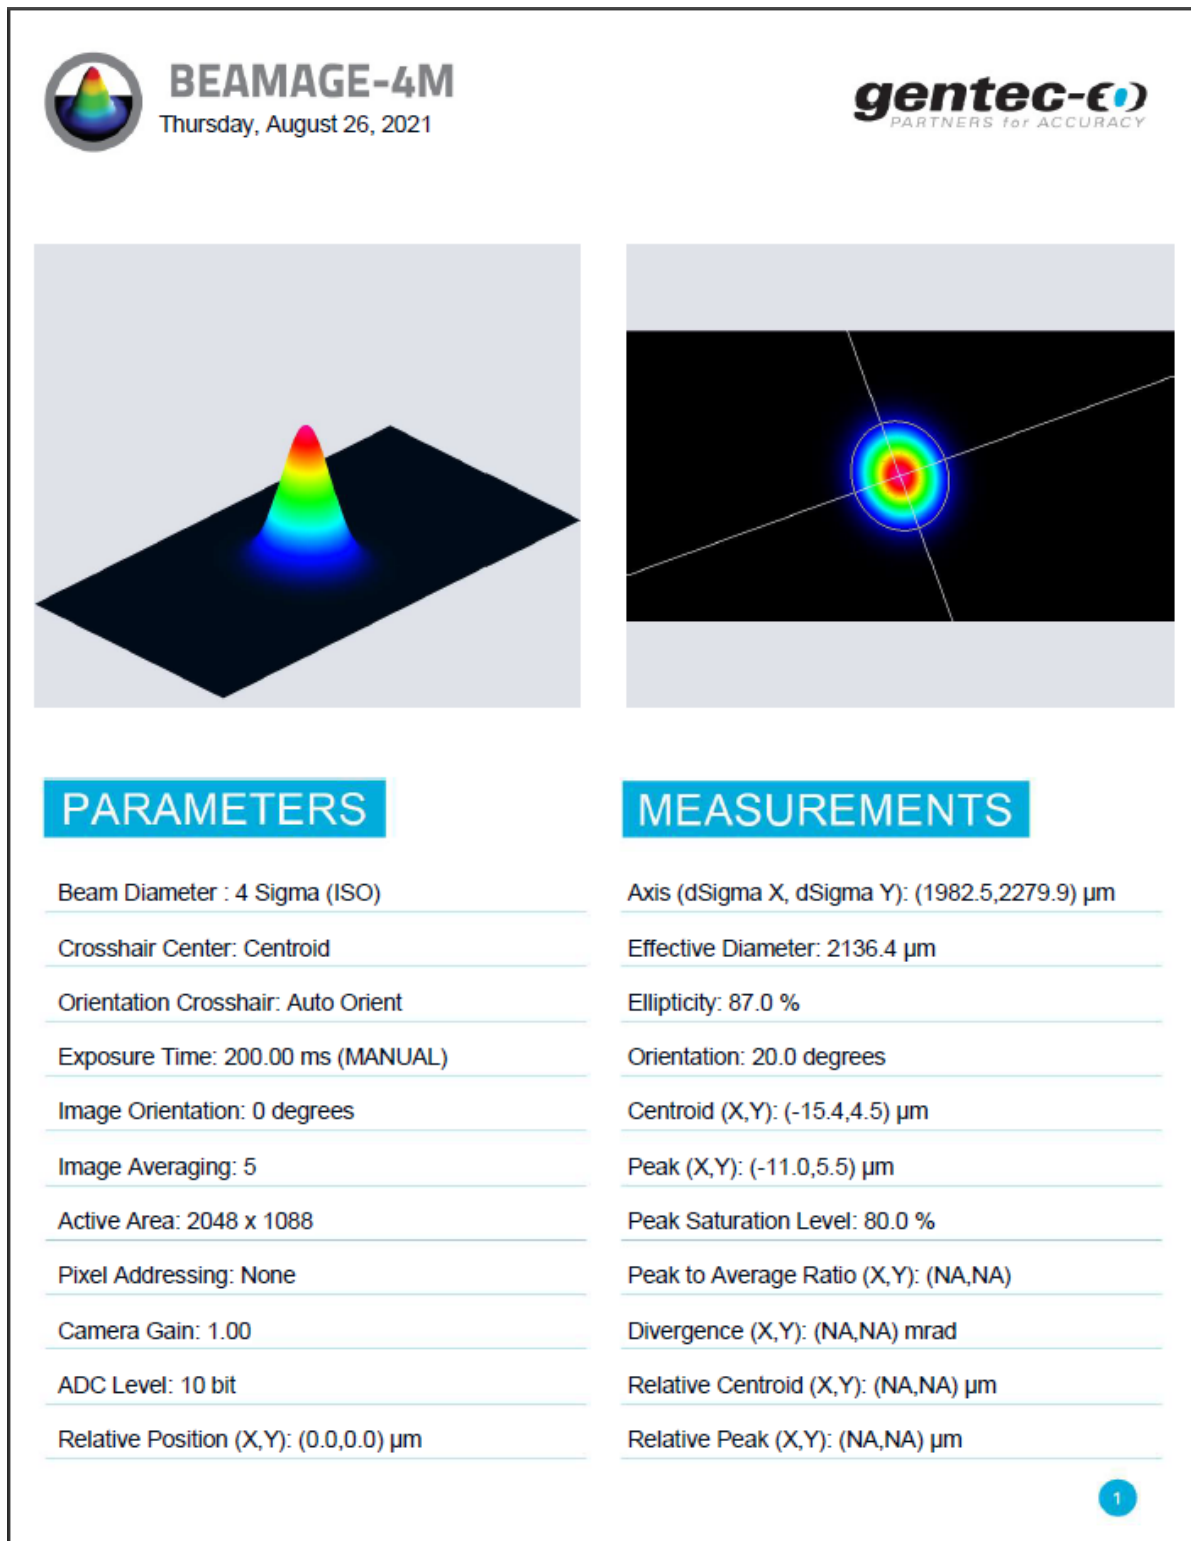 BEAMAGE-4M
Thursday, August 26, 2021
gentec-EO
PARTNERS for ACCURACY
PARAMETERS
Beam Diameter : 4 Sigma (ISO)
Crosshair Center: Centroid
Orientation Crosshair: Auto Orient
Exposure Time: 200.00 ms (MANUAL)
Image Orientation: 0 degrees
Image Averaging: 5
Active Area: 2048 x 1088
Pixel Addressing: None
Camera Gain: 1.00
ADC Level: 10 bit
Relative Position (X,Y): (0.0,0.0) µm
MEASUREMENTS
Axis (dSigma X, dSigma Y): (1982.5,2279.9) µm
Effective Diameter: 2136.4 µm
Ellipticity: 87.0 %
Orientation: 20.0 degrees
Centroid (X,Y): (-15.4,4.5) µm
Peak (X,Y): (-11.0,5.5) µm
Peak Saturation Level: 80.0 %
Peak to Average Ratio (X,Y): (NA,NA)
Divergence (X,Y): (NA,NA) mrad
Relative Centroid (X,Y): (NA,NA) µm
Relative Peak (X,Y): (NA,NA) µm
1